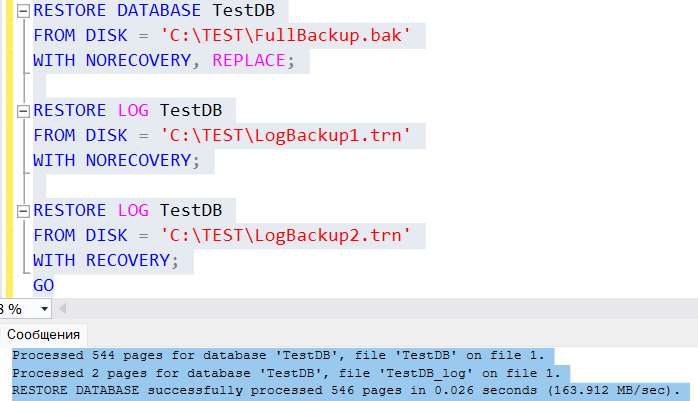 RESTORE DATABASE TestDB
FROM DISK = 'C:\TEST\FullBackup.bak'
WITH NORECOVERY, REPLACE;
RESTORE LOG TestDB
FROM DISK = 'C:\TEST\LogBackup1.trn'
WITH NORECOVERY;
RESTORE LOG TestDB
FROM DISK = 'C:\TEST\LogBackup2.trn'
WITH RECOVERY;
GO
%
Сообщения
Processed 544 pages for database 'TestDB', file 'TestDB' on file 1.
Processed 2 pages for database 'TestDB', file 'TestDB_log' on file 1.
RESTORE DATABASE successfully processed 546 pages in 0.026 seconds (163.912 MB/sec).